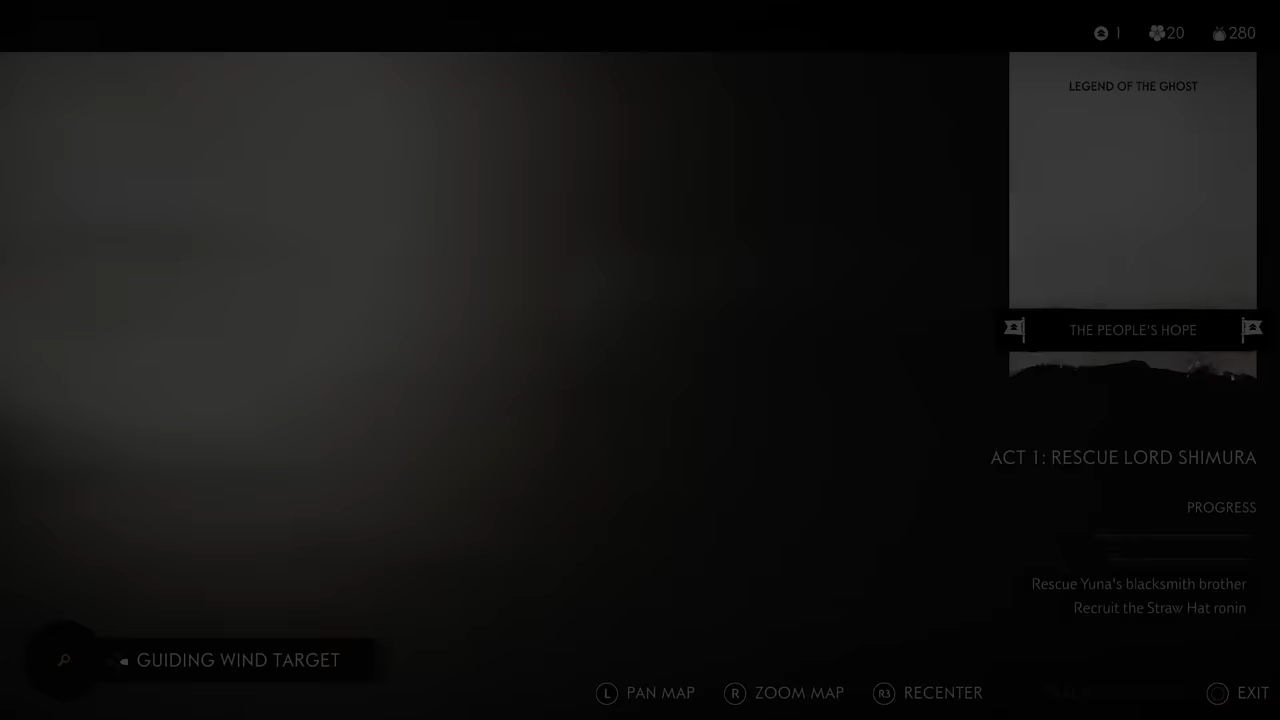 1 20 280
LEGEND OF THE GHOST
THE PEOPLE'S HOPE
ACT 1: RESCUE LORD SHIMURA
PROGRESS
Rescue Yuna's blacksmith brother
Recruit the Straw Hat ronin
GUIDING WIND TARGET
L PAN MAP R ZOOM MAP R3 RECENTER EXIT